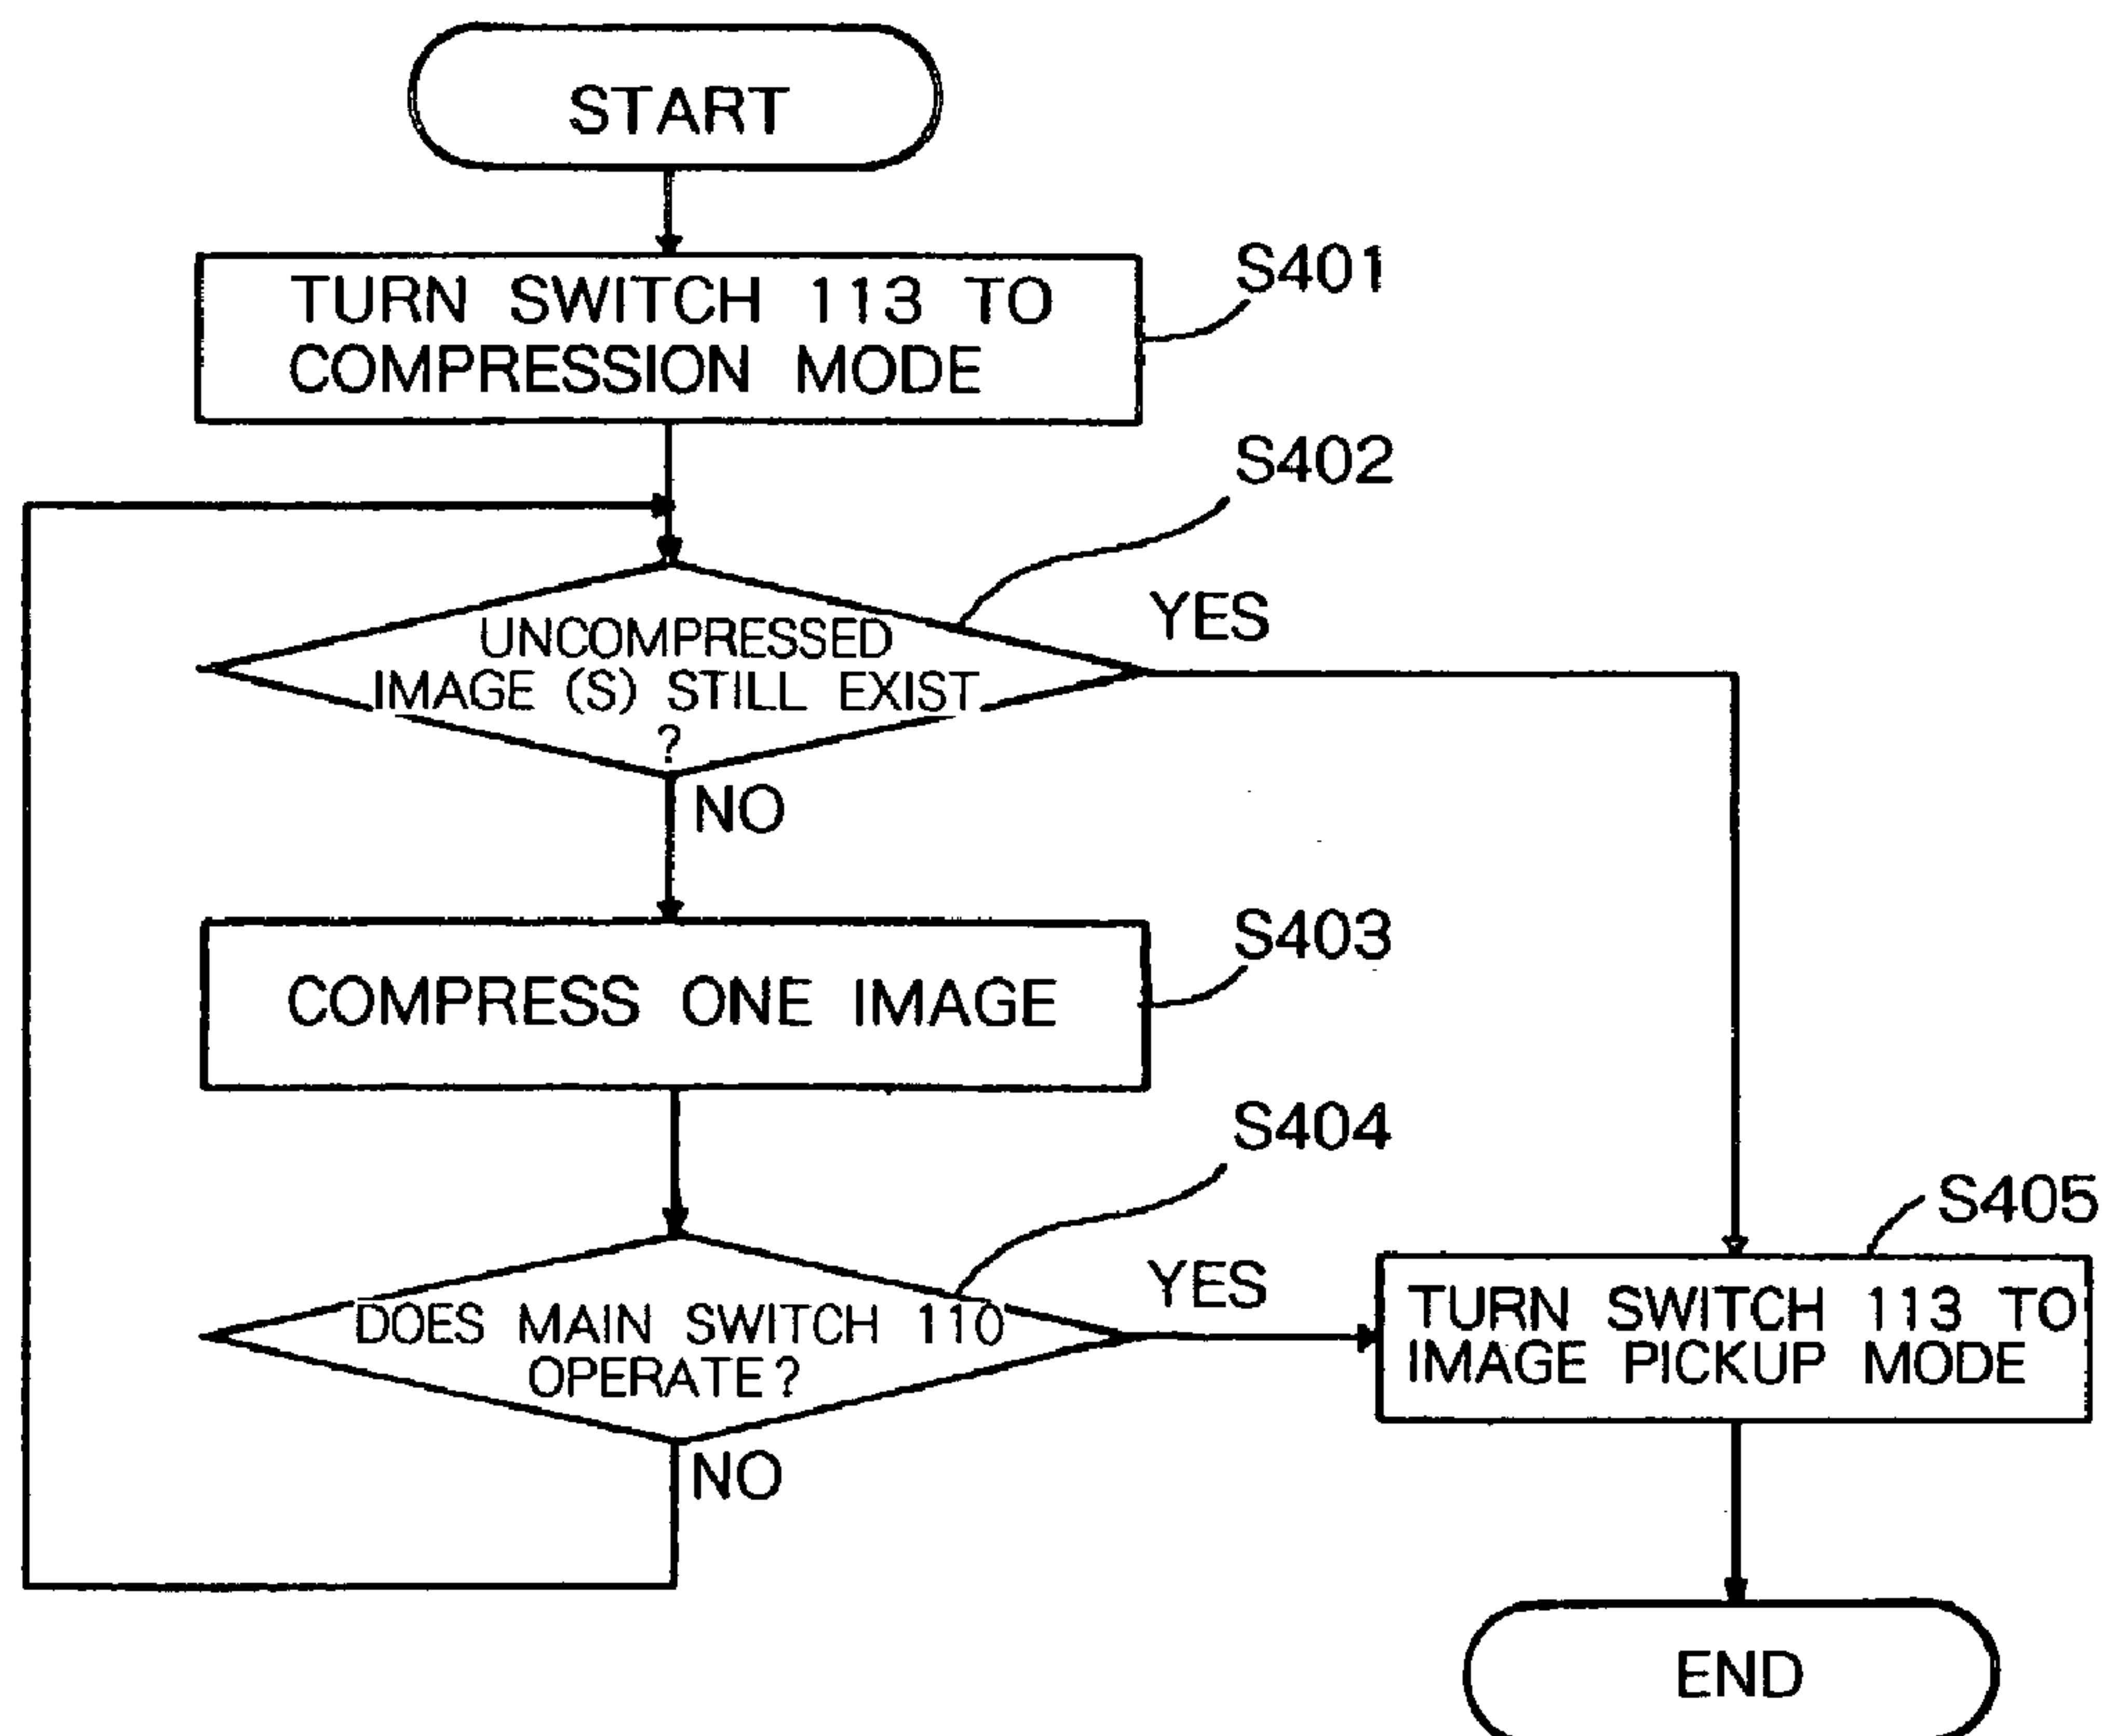 START
TURN SWITCH 113 TO
COMPRESSION MODE
S401
S402
UNCOMPRESSED
IMAGE (S) STILL EXIST
?
YES
NO
COMPRESS ONE IMAGE
S403
S404
DOES MAIN SWITCH 110
OPERATE?
YES
NO
S405
TURN SWITCH 113 TO
IMAGE PICKUP MODE
END